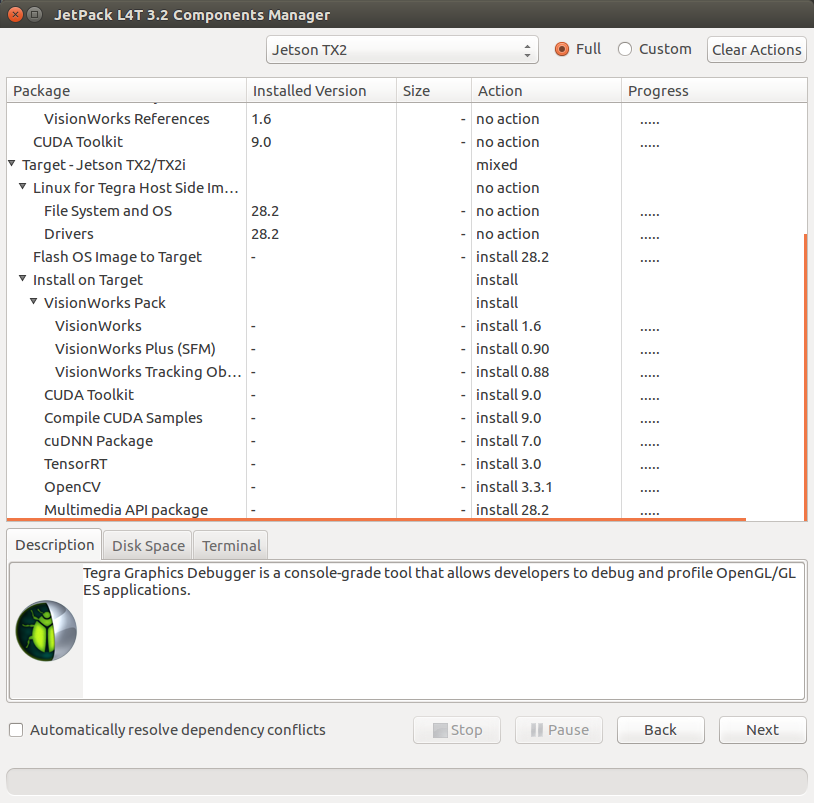 JetPack L4T 3.2 Components Manager
Jetson TX2 Full Custom Clear Actions
Package Installed Version Size Action Progress
VisionWorks References 1.6 - no action .....
CUDA Toolkit 9.0 - no action .....
Target - Jetson TX2/TX2i mixed
Linux for Tegra Host Side Im... no action
File System and OS 28.2 - no action .....
Drivers 28.2 - no action .....
Flash OS Image to Target - - install 28.2 .....
Install on Target install
VisionWorks Pack install
VisionWorks - - install 1.6 .....
VisionWorks Plus (SFM) - - install 0.90 .....
VisionWorks Tracking Ob... - - install 0.88 .....
CUDA Toolkit - - install 9.0 .....
Compile CUDA Samples - - install 9.0 .....
cuDNN Package - - install 7.0 .....
TensorRT - - install 3.0 .....
OpenCV - - install 3.3.1 .....
Multimedia API package - - install 28.2 .....
Description Disk Space Terminal
Tegra Graphics Debugger is a console-grade tool that allows developers to debug and profile OpenGL/GL
ES applications.
Automatically resolve dependency conflicts Stop Pause Back Next